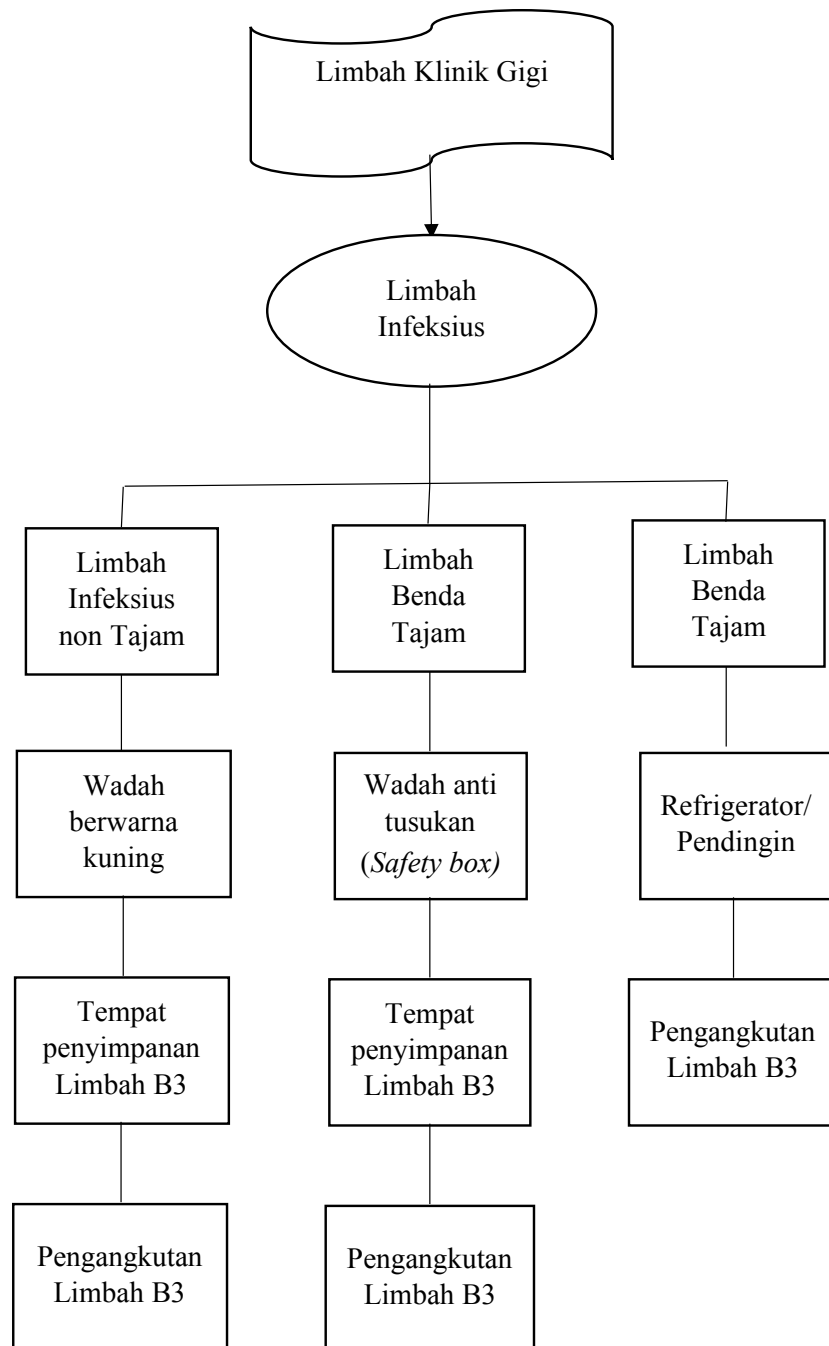 Limbah Klinik Gigi
Limbah
Infeksius
Limbah
Infeksius
non Tajam
Limbah
Benda
Tajam
Limbah
Benda
Tajam
Wadah
berwarna
kuning
Wadah anti
tusukan
(Safety box)
Refrigerator/
Pendingin
Tempat
penyimpanan
Limbah B3
Tempat
penyimpanan
Limbah B3
Pengangkutan
Limbah B3
Pengangkutan
Limbah B3
Pengangkutan
Limbah B3